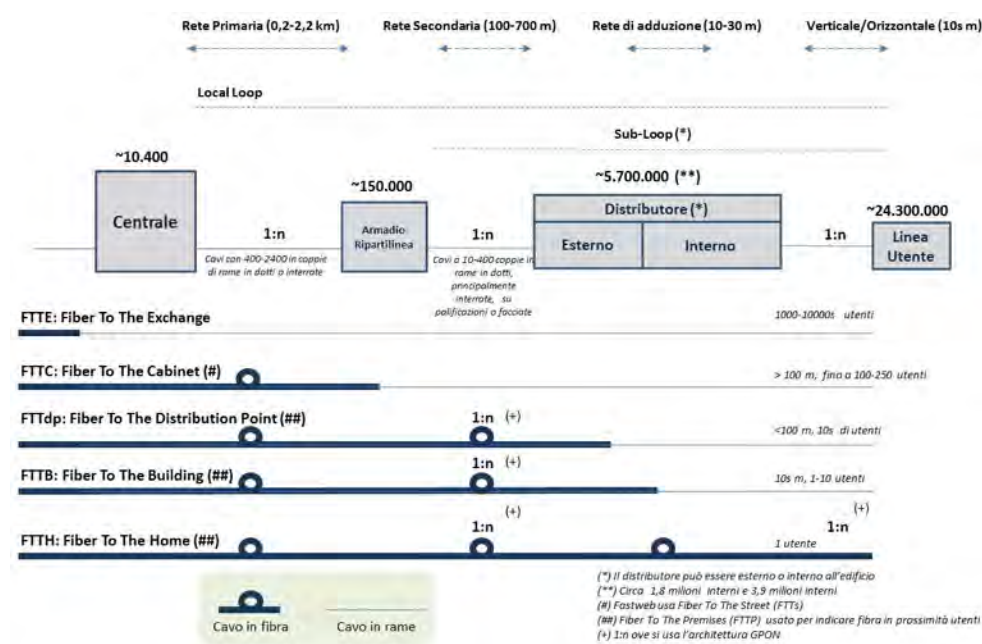 Rete Primaria (0,2-2,2 km) Rete Secondaria (100-700 m) Rete di adduzione (10-30 m) Verticale/Orizzontale (10s m)
Local Loop
Sub-Loop (*)
~10.400
~150.000
~5.700.000 (**)
~24.300.000
Centrale
1:n
Cavi con 400-2400 coppie
di rame in dotti o interrate
Armadio
Ripartilinea
1:n
Cavi a 10-400 coppie in
rame in dotti,
principalmente
interrate, su
palificazioni o facciate
Distributore (*)
Esterno
Interno
1:n
Linea
Utente
FTTE: Fiber To The Exchange
1000-10000s utenti
FTTC: Fiber To The Cabinet (#)
> 100 m, fino a 100-250 utenti
FTTdp: Fiber To The Distribution Point (##)
1:n (+)
<100 m, 10s di utenti
FTTB: Fiber To The Building (##)
1:n (+)
10s m, 1-10 utenti
FTTH: Fiber To The Home (##)
(+)
1:n
(+)
1:n
1 utente
Cavo in fibra
Cavo in rame
(*) Il distributore può essere esterno o interno all'edificio
(**) Circa 1,8 milioni interni e 3,9 milioni interni
(#) Fastweb usa Fiber To The Street (FTTs)
(##) Fiber To The Premises (FTTP) usato per indicare fibra in prossimità utenti
(+) 1:n ove si usa l'architettura GPON